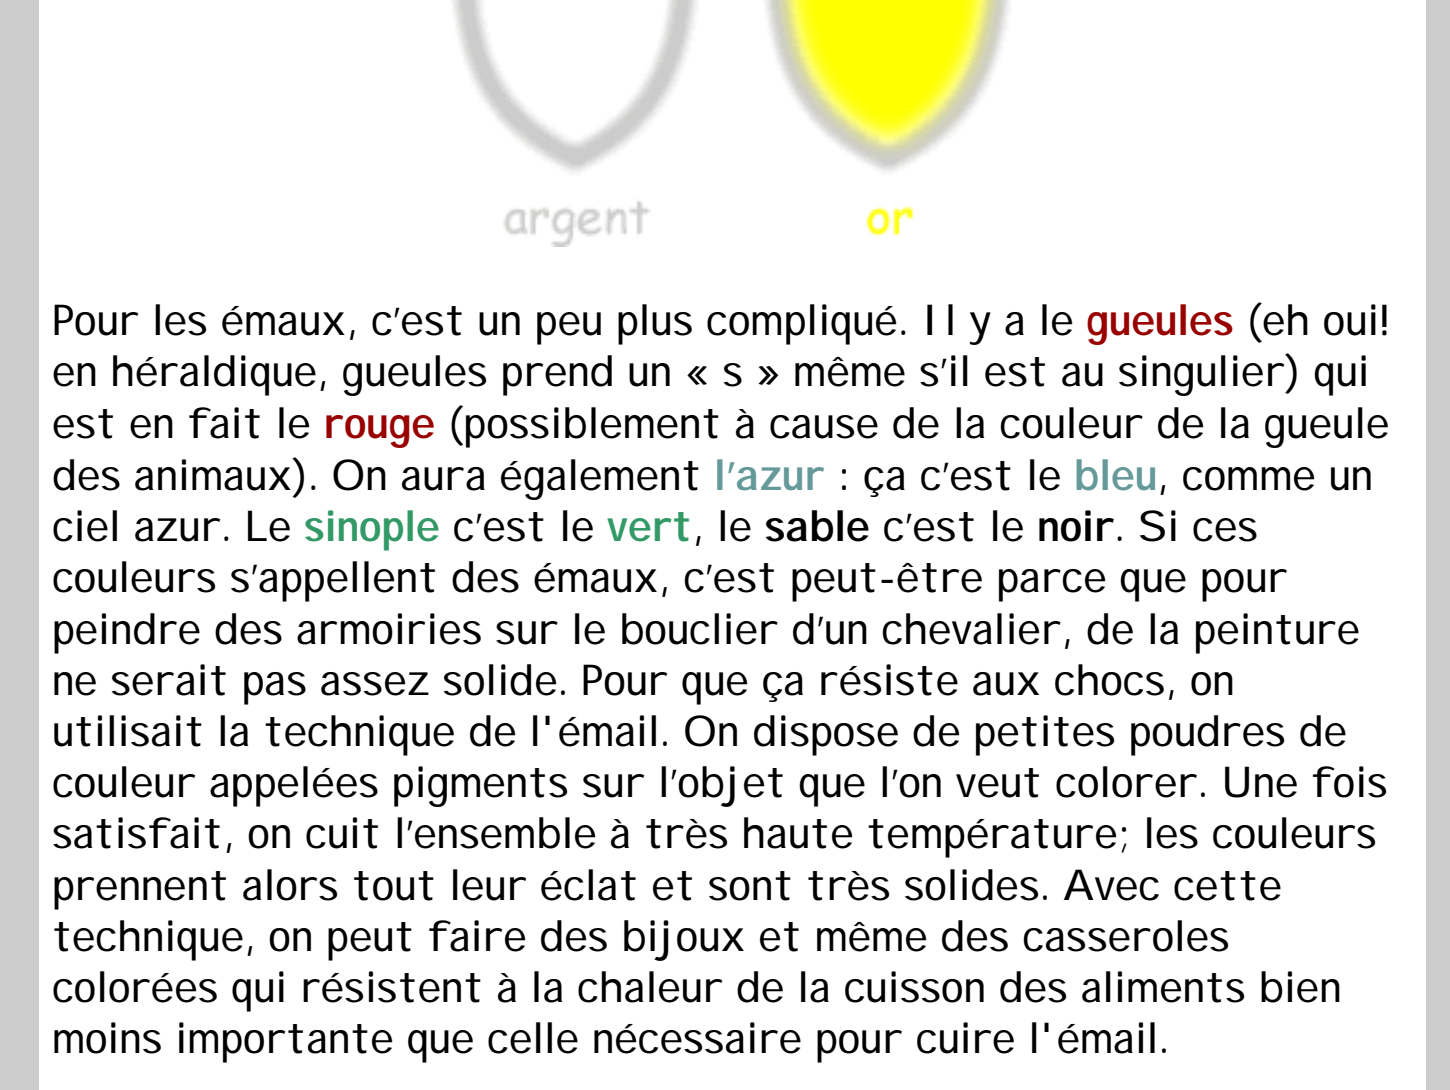 argent or
Pour les émaux, c'est un peu plus compliqué. Il y a le gueules (eh oui!
en héraldique, gueules prend un « s » même s'il est au singulier) qui
est en fait le rouge (possiblement à cause de la couleur de la gueule
des animaux). On aura également l'azur : ça c'est le bleu, comme un
ciel azur. Le sinople c'est le vert, le sable c'est le noir. Si ces
couleurs s'appellent des émaux, c'est peut-être parce que pour
peindre des armoiries sur le bouclier d'un chevalier, de la peinture
ne serait pas assez solide. Pour que ça résiste aux chocs, on
utilisait la technique de l'émail. On dispose de petites poudres de
couleur appelées pigments sur l'objet que l'on veut colorer. Une fois
satisfait, on cuit l'ensemble à très haute température; les couleurs
prennent alors tout leur éclat et sont très solides. Avec cette
technique, on peut faire des bijoux et même des casseroles
colorées qui résistent à la chaleur de la cuisson des aliments bien
moins importante que celle nécessaire pour cuire l'émail.